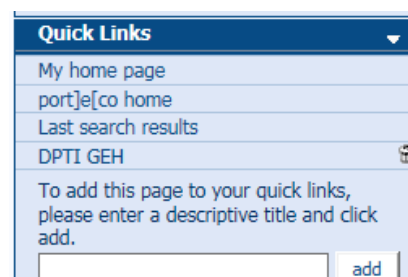 Quick Links
My home page
port]e[co home
Last search results
DPTI GEH
To add this page to your quick links,
please enter a descriptive title and click
add.
add